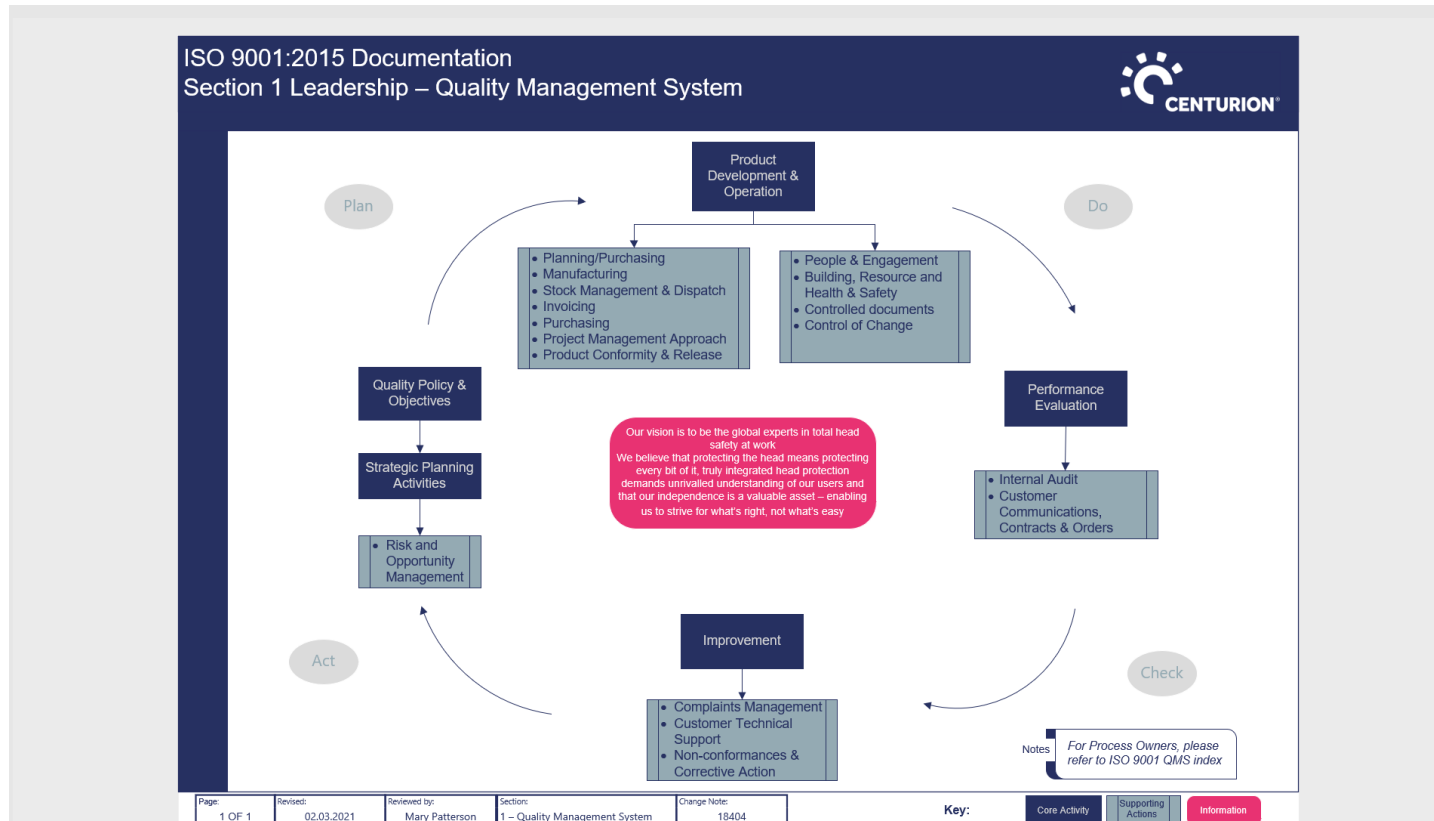 ISO 9001:2015 Documentation
Section 1 Leadership – Quality Management System
CENTURION®
Product
Development &
Operation
Plan
Do
• Planning/Purchasing
• Manufacturing
• Stock Management & Dispatch
• Invoicing
• Purchasing
• Project Management Approach
• Product Conformity & Release
• People & Engagement
• Building, Resource and
Health & Safety
• Controlled documents
• Control of Change
Quality Policy &
Objectives
Strategic Planning
Activities
• Risk and
Opportunity
Management
Performance
Evaluation
• Internal Audit
• Customer
Communications,
Contracts & Orders
Our vision is to be the global experts in total head
safety at work
We believe that protecting the head means protecting
every bit of it, truly integrated head protection
demands unrivalled understanding of our users and
that our independence is a valuable asset – enabling
us to strive for what's right, not what's easy
Act
Improvement
Check
• Complaints Management
• Customer Technical
Support
• Non-conformances &
Corrective Action
Notes
For Process Owners, please
refer to ISO 9001 QMS index
Page:
1 OF 1
Revised:
02.03.2021
Reviewed by:
Mary Patterson
Section:
1 – Quality Management System
Change Note:
18404
Key:
Core Activity
Supporting
Actions
Information